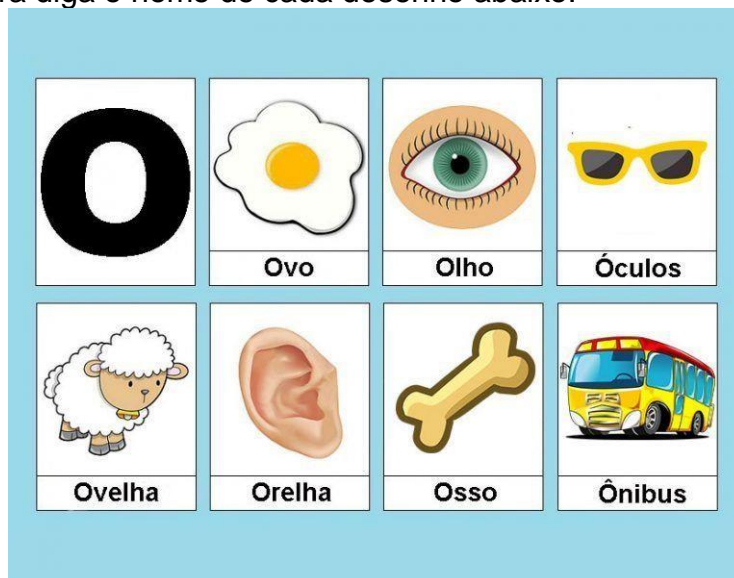 diga o nome de cada desenho abaixo.
O
Ovo Olho Óculos
Ovelha Orelha Osso Ônibus